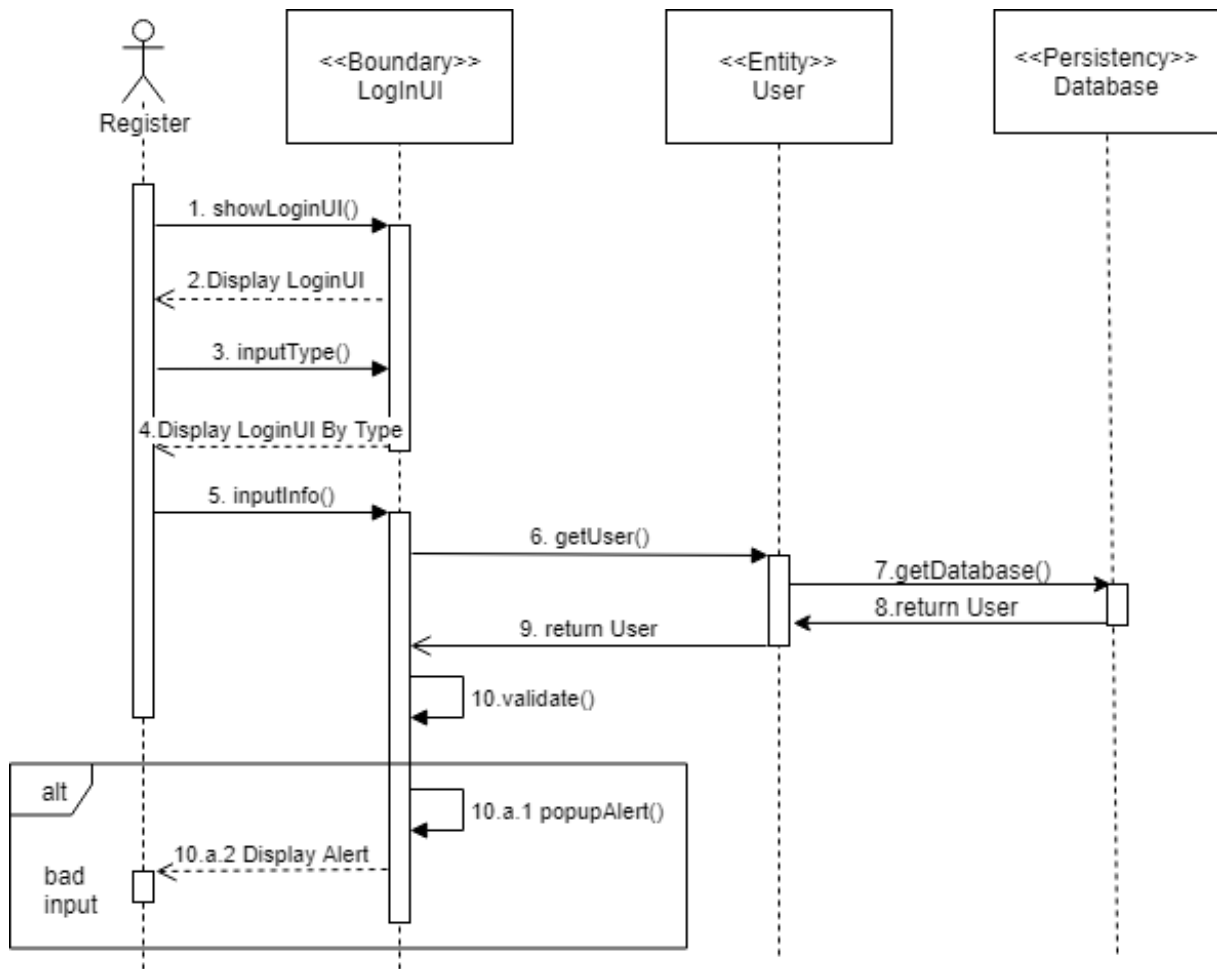 Register
<<Boundary>>
LogInUI
<<Entity>>
User
<<Persistency>>
Database
1. showLoginUI()
2.Display LoginUI
3. inputType()
4.Display LoginUI By Type
5. inputInfo()
6. getUser()
7.getDatabase()
8.return User
9. return User
10.validate()
alt
10.a.1 popupAlert()
10.a.2 Display Alert
bad
input